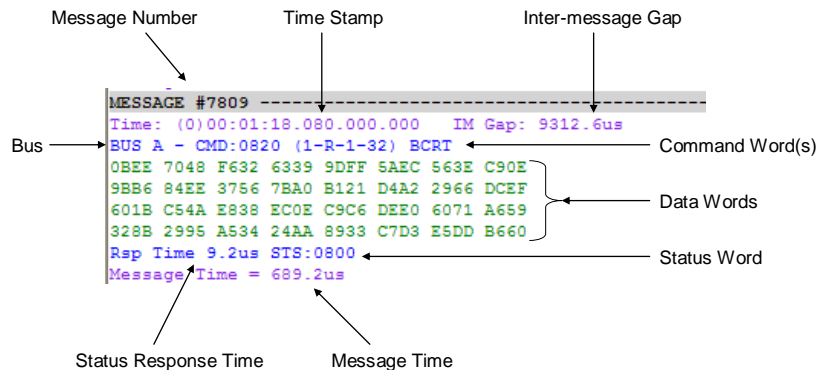 Message Number Time Stamp Inter-message Gap
MESSAGE #7809 --------------------------------------------------
Time: (0)00:01:18.080.000.000 IM Gap: 9312.6us
Bus BUS A - CMD:0820 (1-R-1-32) BCRT Command Word(s)
0BEE 7048 F632 6339 9DFF 5AEC 563E C90E
9BB6 84EE 3756 7BA0 B121 D4A2 2966 DCEF
Data Words
601B C54A E838 EC0E C9C6 DEE0 6071 A659
328B 2995 A534 24AA 8933 C7D3 E5DD B660
Rsp Time 9.2us STS:0800 Status Word
Message Time = 689.2us
Status Response Time Message Time